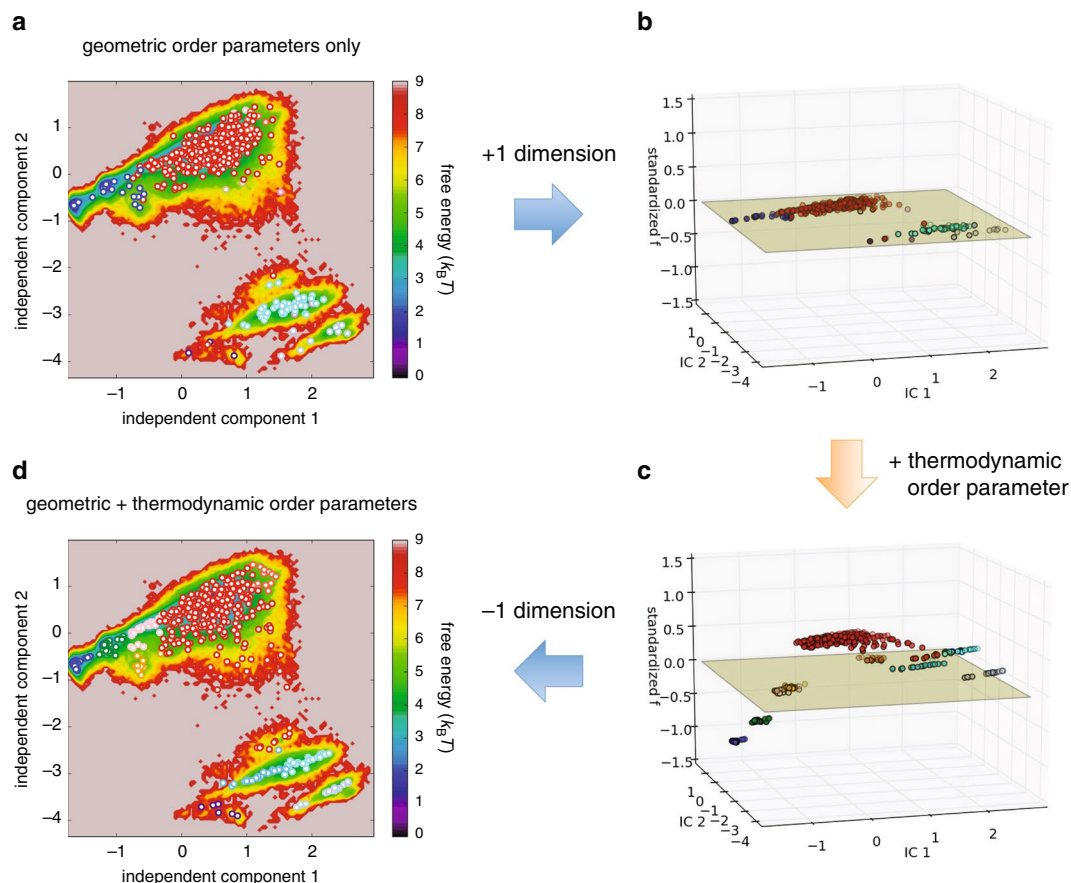 a
geometric order parameters only
independent component 2
1
0
−1
−2
−3
−4
−1 0 1 2
independent component 1
9
8
7
6
5
4
3
2
1
0
free energy (kBT)
+1 dimension
b
standardized f
1.5
1.0
0.5
0.0
−0.5
−1.0
−1.5
1
0
−1
−2
−3
−4
IC 2
−1 0 1 2
IC 1
+ thermodynamic
order parameter
d
geometric + thermodynamic order parameters
independent component 2
1
0
−1
−2
−3
−4
−1 0 1 2
independent component 1
9
8
7
6
5
4
3
2
1
0
free energy (kBT)
−1 dimension
c
standardized f
1.5
1.0
0.5
0.0
−0.5
−1.0
−1.5
1
0
−1
−2
−3
−4
IC 2
−1 0 1 2
IC 1